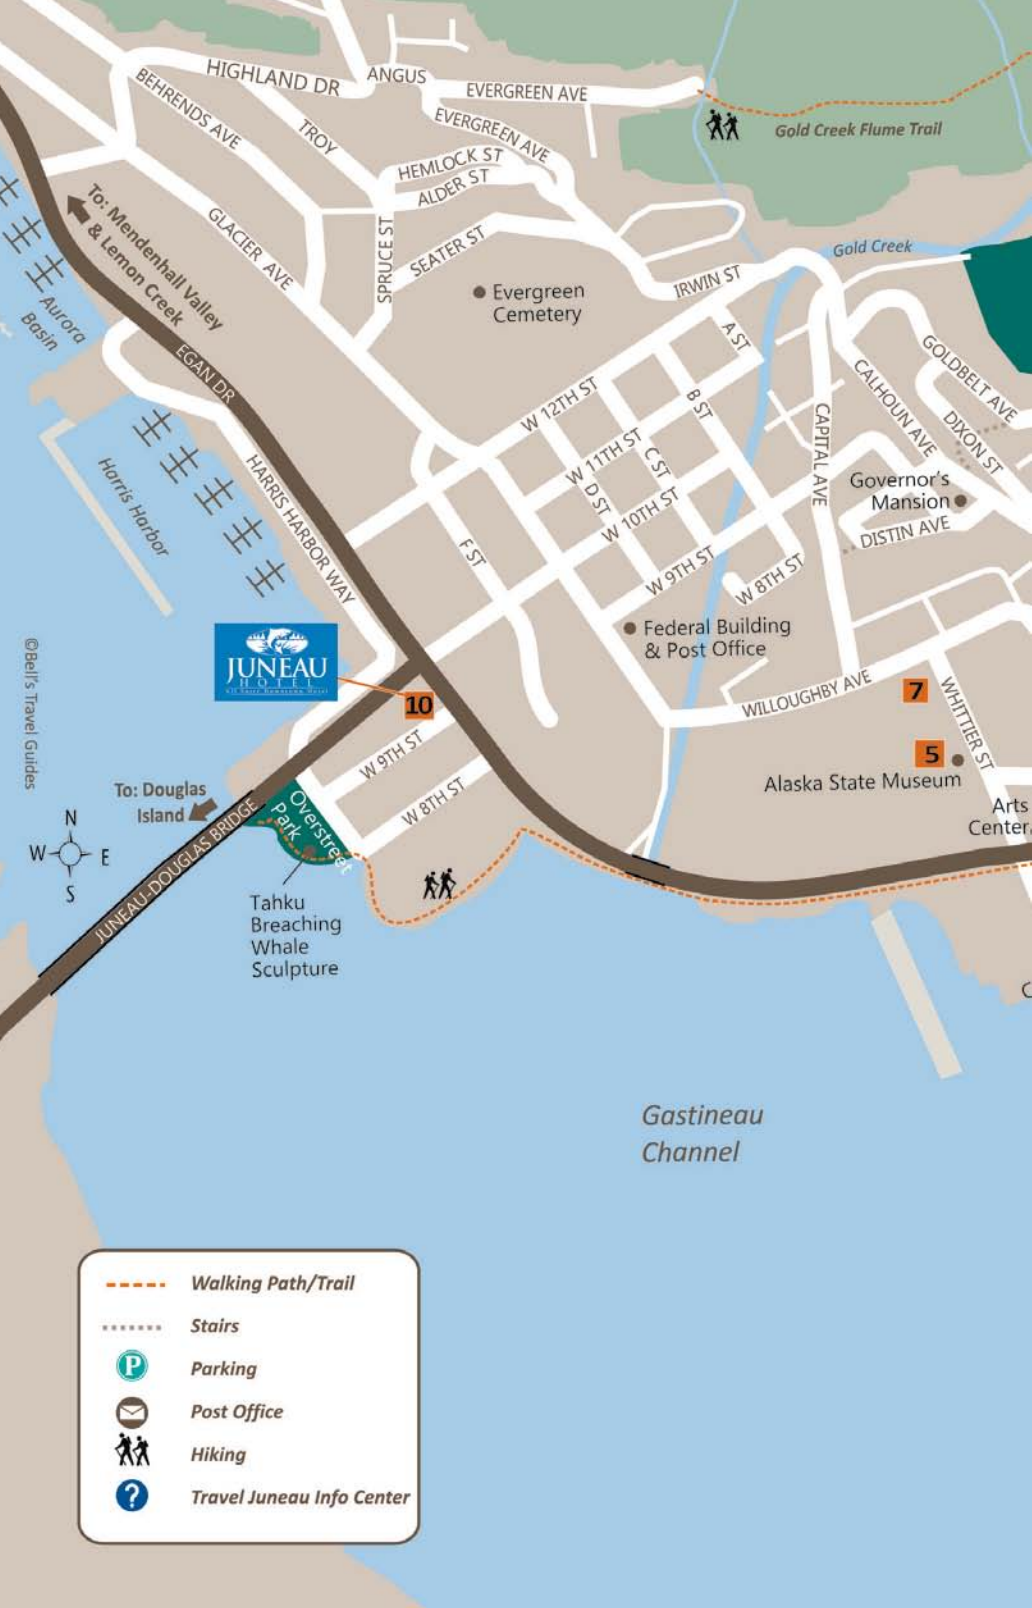 HIGHLAND DR
ANGUS
EVERGREEN AVE
BEHRENDS AVE
TROY
EVERGREEN AVE
Gold Creek Flume Trail
HEMLOCK ST
ALDER ST
To: Mendenhall Valley
& Lemon Creek
GLACIER AVE
SPRUCE ST
SEATER ST
Gold Creek
IRWIN ST
Evergreen
Cemetery
Aurora
Basin
EGAN DR
A ST
GOLDBELT AVE
W 12TH ST
B ST
CALHOUN AVE
DIXON ST
CAPITAL AVE
W 11TH ST
C ST
D ST
W 10TH ST
Harris Harbor
HARRIS HARBOR WAY
Governor's
Mansion
DISTIN AVE
F ST
W 9TH ST
W 8TH ST
Federal Building
& Post Office
©Bell's Travel Guides
JUNEAU
HOTEL
10
WILLOUGHBY AVE
7
WHITTIER ST
5
Alaska State Museum
W 9TH ST
W 8TH ST
To: Douglas
Island
Overstreet
Park
Arts
Center
N
W
E
S
JUNEAU-DOUGLAS BRIDGE
Tahku
Breaching
Whale
Sculpture
C
Gastineau
Channel
Walking Path/Trail
Stairs
P
Parking
Post Office
Hiking
?
Travel Juneau Info Center